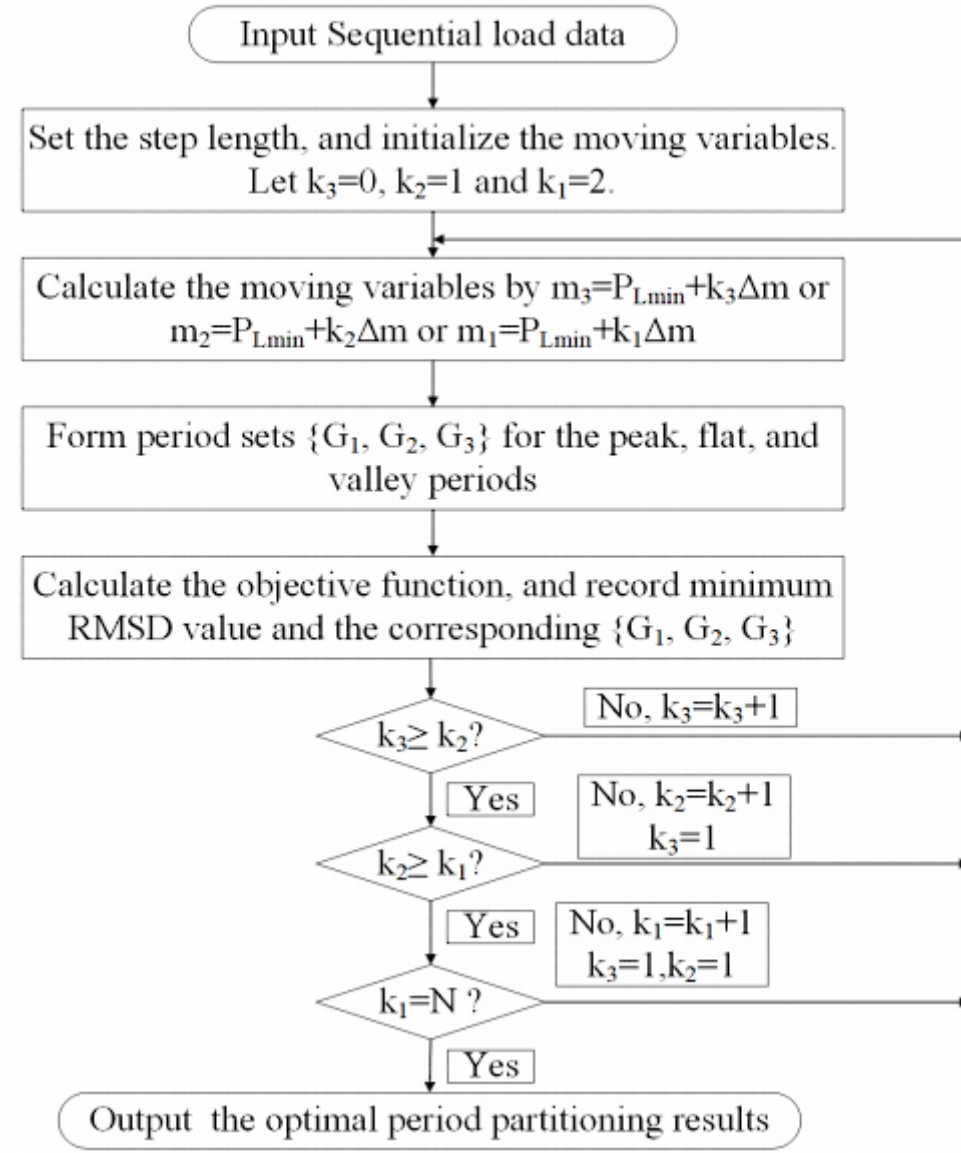 Input Sequential load data
Set the step length, and initialize the moving variables.
Let k₃=0, k₂=1 and k₁=2.
Calculate the moving variables by m₃=P_Lmin+k₃Δm or
m₂=P_Lmin+k₂Δm or m₁=P_Lmin+k₁Δm
Form period sets {G₁, G₂, G₃} for the peak, flat, and
valley periods
Calculate the objective function, and record minimum
RMSD value and the corresponding {G₁, G₂, G₃}
No, k₃=k₃+1
k₃≥ k₂?
Yes
No, k₂=k₂+1
k₃=1
k₂≥ k₁?
Yes
No, k₁=k₁+1
k₃=1,k₂=1
k₁=N ?
Yes
Output the optimal period partitioning results